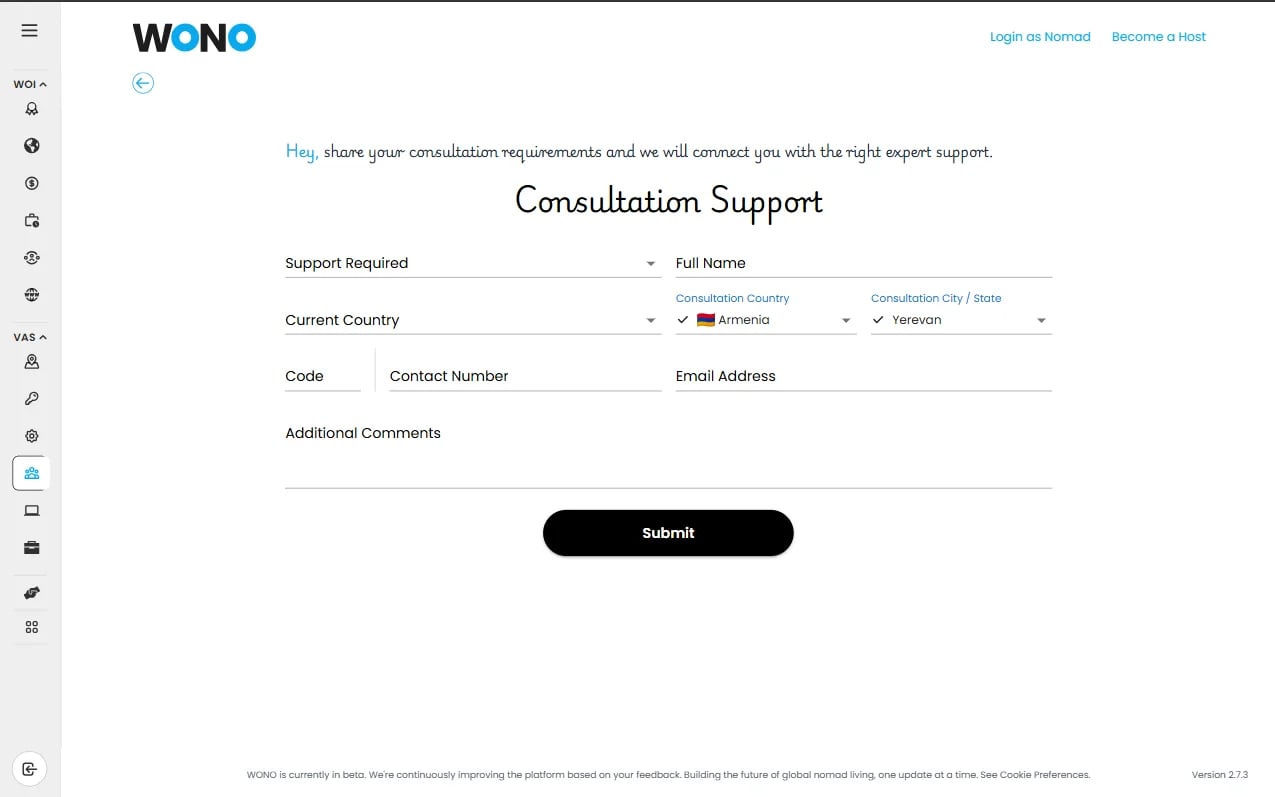 WONO
Login as Nomad
Become a Host
WOI
Hey, share your consultation requirements and we will connect you with the right expert support.
Consultation Support
Support Required
Full Name
Consultation Country
Consultation City / State
Current Country
Armenia
Yerevan
VAS
Code
Contact Number
Email Address
Additional Comments
Submit
WONO is currently in beta. We're continuously improving the platform based on your feedback. Building the future of global nomad living, one update at a time. See Cookie Preferences.
Version 2.7.3